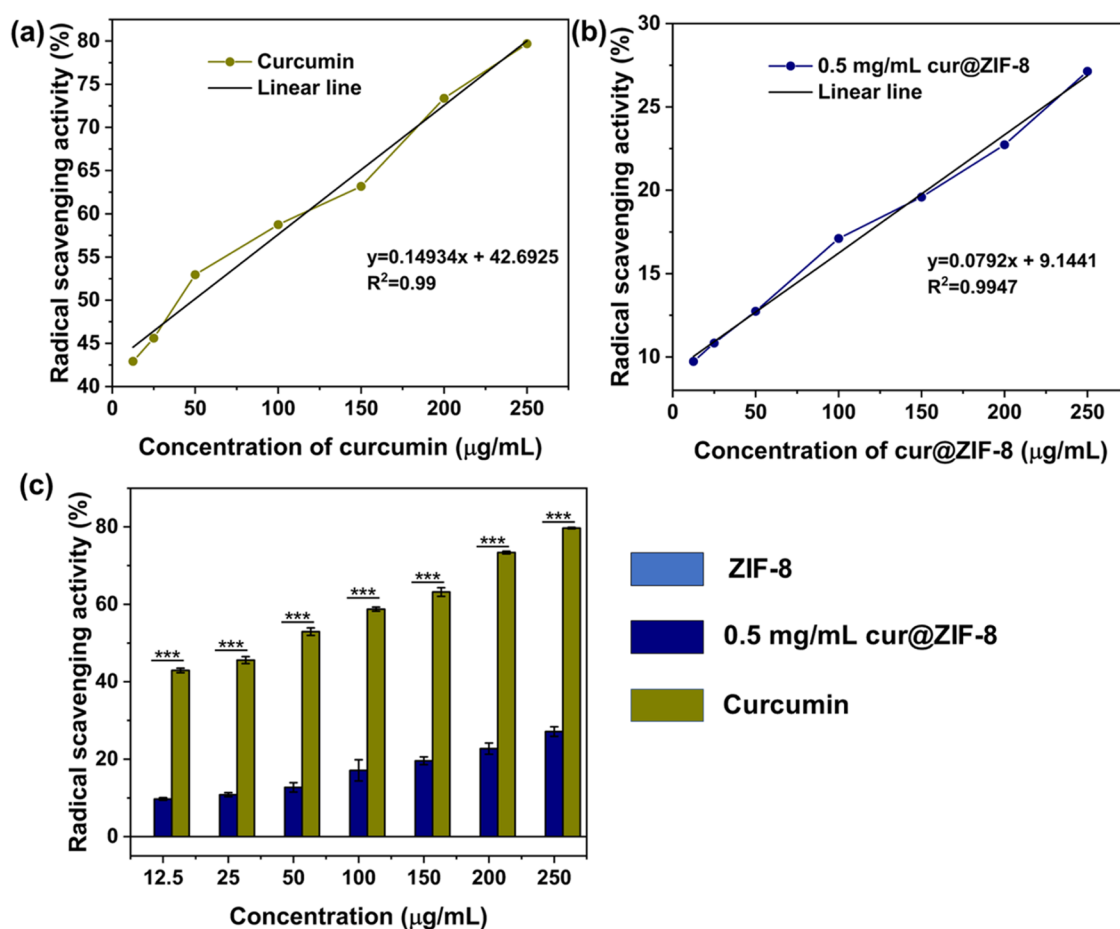 (a)
Radical scavenging activity (%)
80
75
70
65
60
55
50
45
40
Curcumin
Linear line
y=0.14934x + 42.6925
R²=0.99
0 50 100 150 200 250
Concentration of curcumin (μg/mL)
(b)
Radical scavenging activity (%)
30
25
20
15
10
0.5 mg/mL cur@ZIF-8
Linear line
y=0.0792x + 9.1441
R²=0.9947
0 50 100 150 200 250
Concentration of cur@ZIF-8 (μg/mL)
(c)
Radical scavenging activity (%)
80
60
40
20
0
***
***
***
***
***
***
***
12.5 25 50 100 150 200 250
Concentration (μg/mL)
ZIF-8
0.5 mg/mL cur@ZIF-8
Curcumin